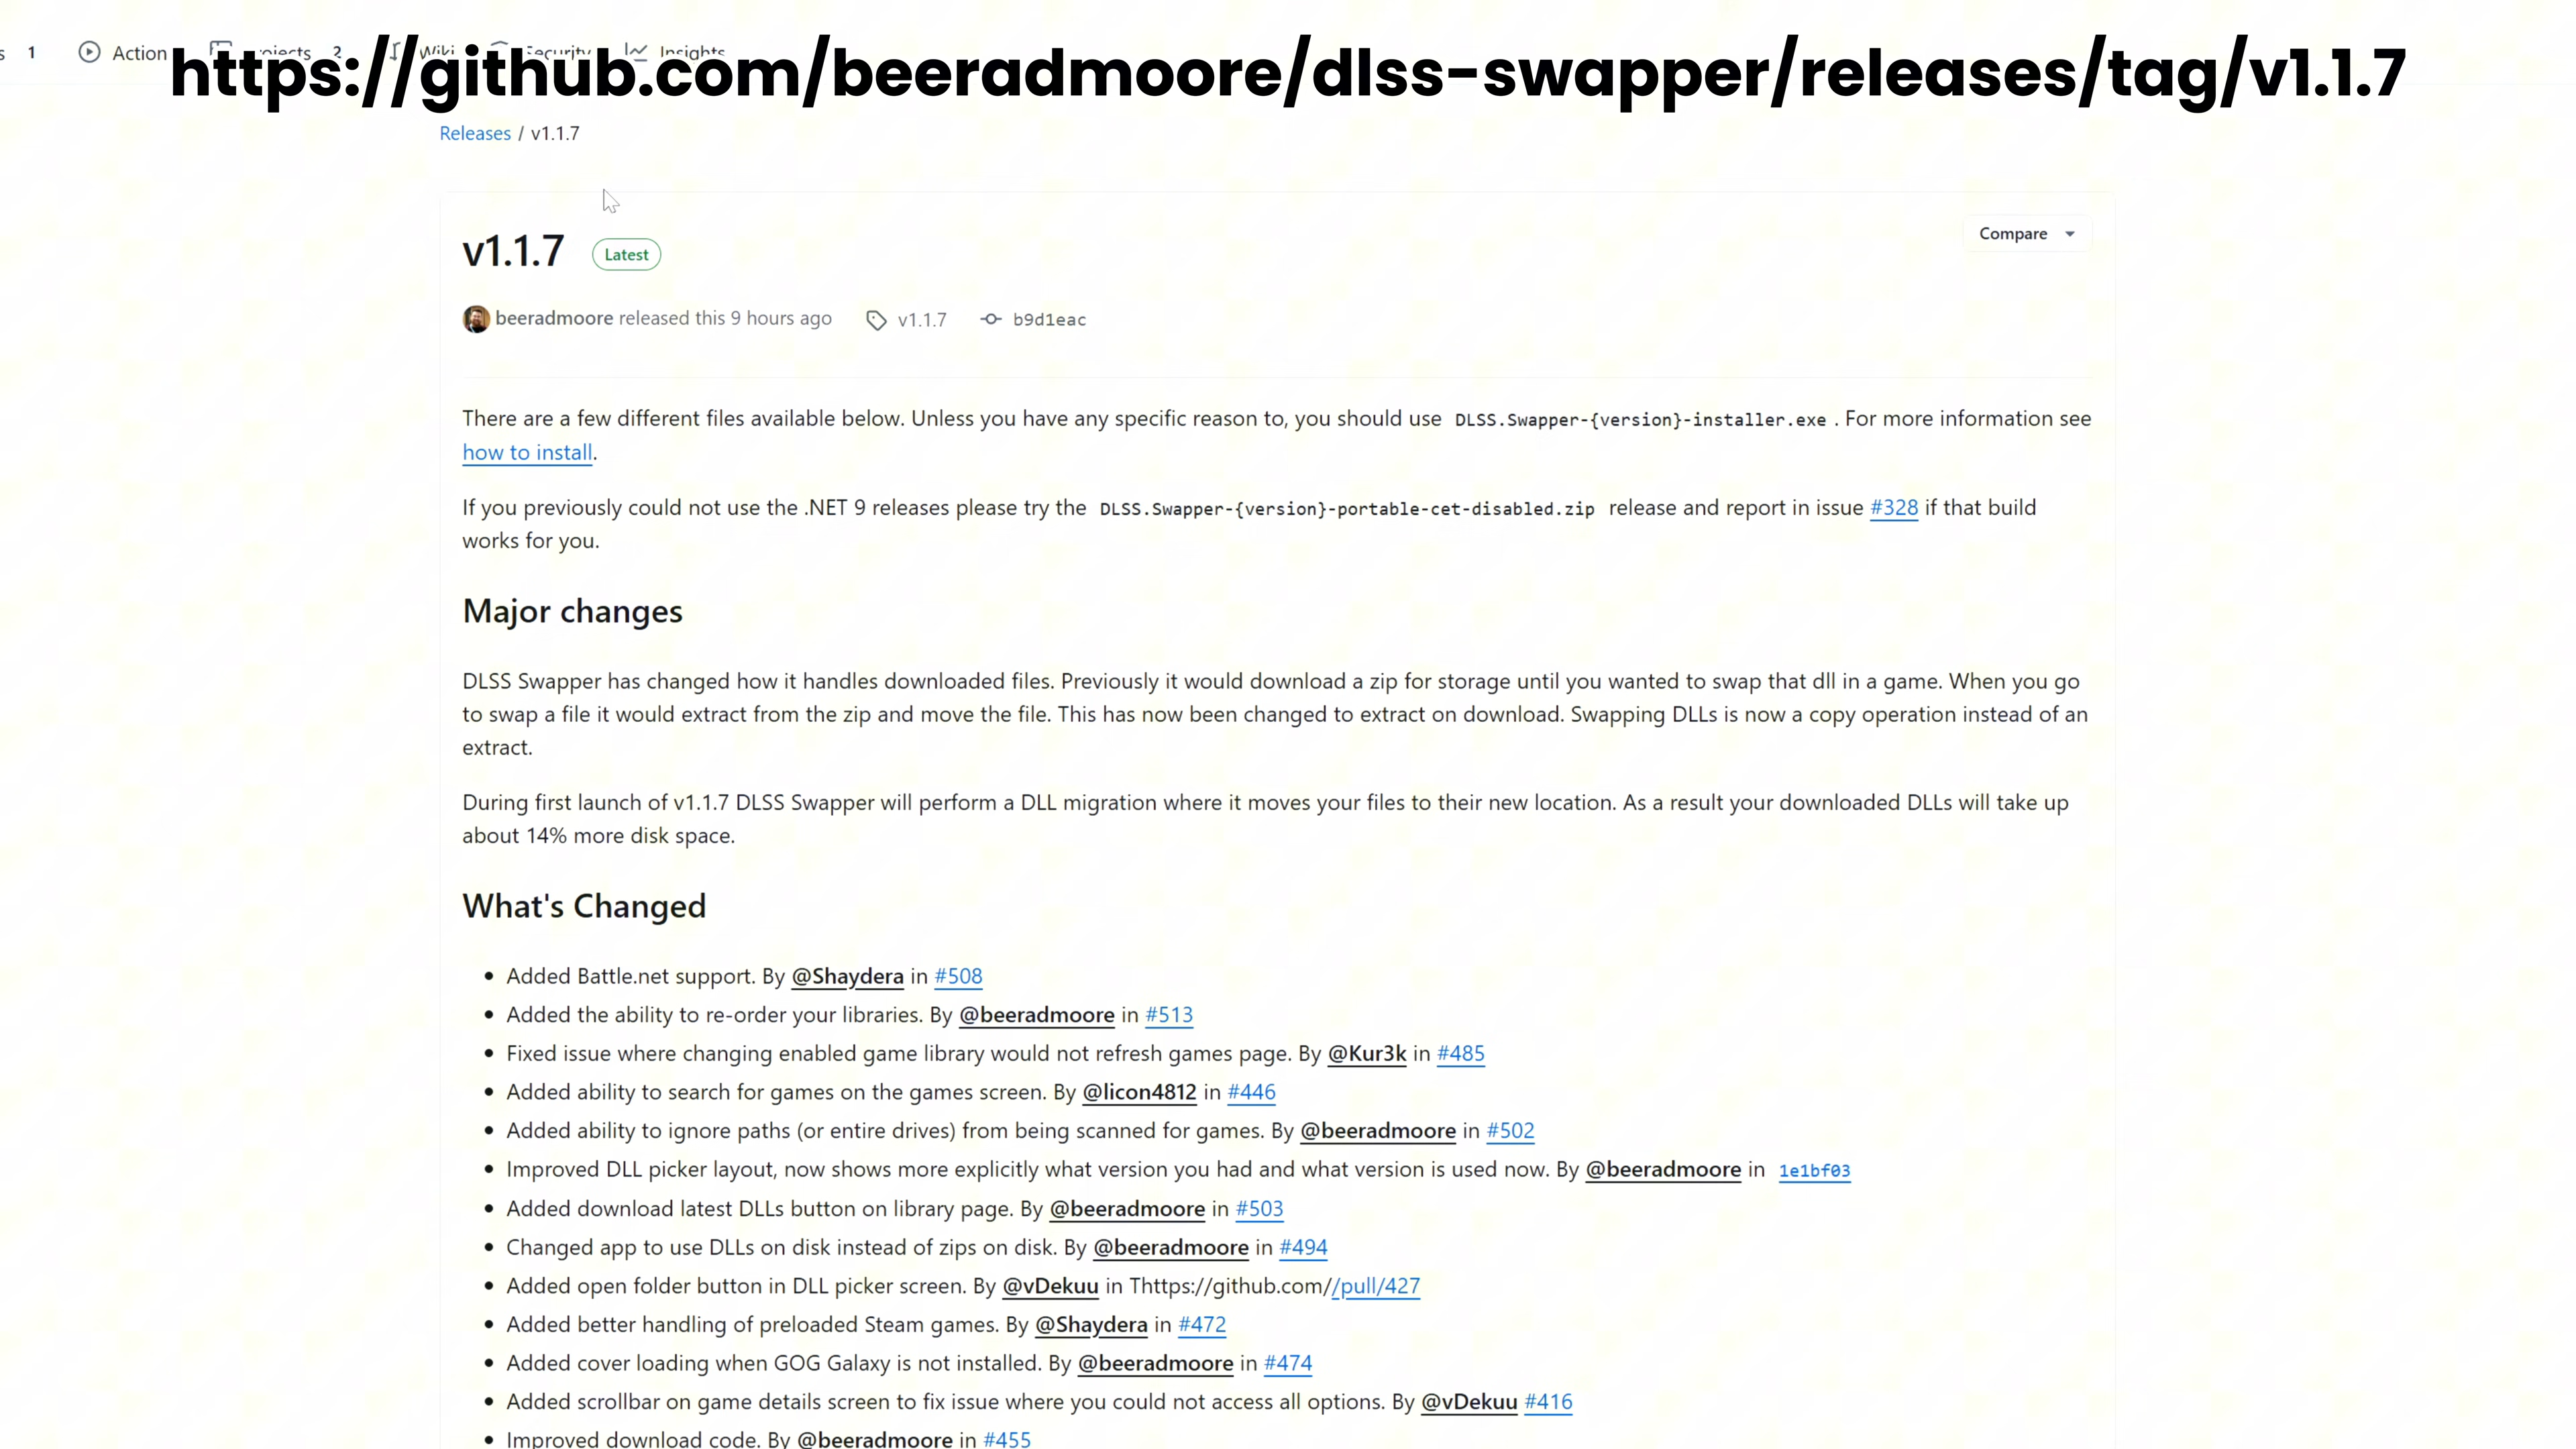 s 1 Action Projects 2 Wiki Security Insights
https://github.com/beeradmoore/dlss-swapper/releases/tag/v1.1.7
Releases / v1.1.7
v1.1.7 Latest
Compare
beeradmoore released this 9 hours ago v1.1.7 b9d1eac
There are a few different files available below. Unless you have any specific reason to, you should use DLSS.Swapper-{version}-installer.exe . For more information see
how to install.
If you previously could not use the .NET 9 releases please try the DLSS.Swapper-{version}-portable-cet-disabled.zip release and report in issue #328 if that build
works for you.
Major changes
DLSS Swapper has changed how it handles downloaded files. Previously it would download a zip for storage until you wanted to swap that dll in a game. When you go
to swap a file it would extract from the zip and move the file. This has now been changed to extract on download. Swapping DLLs is now a copy operation instead of an
extract.
During first launch of v1.1.7 DLSS Swapper will perform a DLL migration where it moves your files to their new location. As a result your downloaded DLLs will take up
about 14% more disk space.
What's Changed
• Added Battle.net support. By @Shaydera in #508
• Added the ability to re-order your libraries. By @beeradmoore in #513
• Fixed issue where changing enabled game library would not refresh games page. By @Kur3k in #485
• Added ability to search for games on the games screen. By @licon4812 in #446
• Added ability to ignore paths (or entire drives) from being scanned for games. By @beeradmoore in #502
• Improved DLL picker layout, now shows more explicitly what version you had and what version is used now. By @beeradmoore in 1e1bf03
• Added download latest DLLs button on library page. By @beeradmoore in #503
• Changed app to use DLLs on disk instead of zips on disk. By @beeradmoore in #494
• Added open folder button in DLL picker screen. By @vDekuu in Thttps://github.com//pull/427
• Added better handling of preloaded Steam games. By @Shaydera in #472
• Added cover loading when GOG Galaxy is not installed. By @beeradmoore in #474
• Added scrollbar on game details screen to fix issue where you could not access all options. By @vDekuu #416
• Improved download code. By @beeradmoore in #455